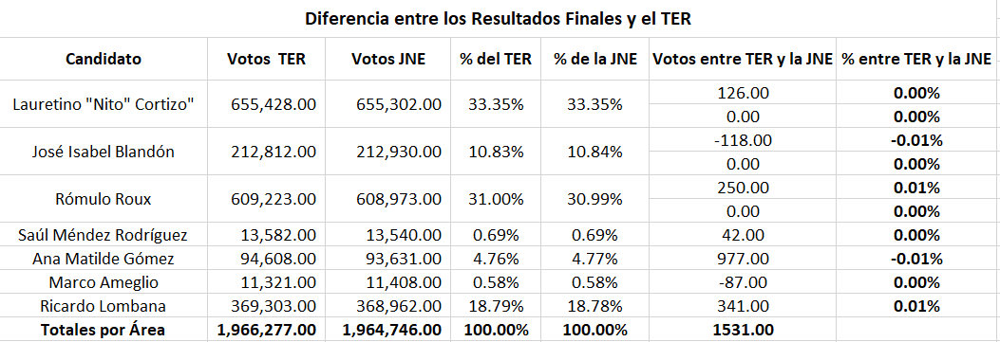 Diferencia entre los Resultados Finales y el TER
Candidato Votos TER Votos JNE % del TER % de la JNE Votos entre TER y la JNE % entre TER y la JNE
Lauretino "Nito" Cortizo" 655,428.00 655,302.00 33.35% 33.35% 126.00 0.00%
0.00 0.00%
José Isabel Blandón 212,812.00 212,930.00 10.83% 10.84% -118.00 -0.01%
0.00 0.00%
Rómulo Roux 609,223.00 608,973.00 31.00% 30.99% 250.00 0.01%
0.00 0.00%
Saúl Méndez Rodríguez 13,582.00 13,540.00 0.69% 0.69% 42.00 0.00%
Ana Matilde Gómez 94,608.00 93,631.00 4.76% 4.77% 977.00 -0.01%
Marco Ameglio 11,321.00 11,408.00 0.58% 0.58% -87.00 0.00%
Ricardo Lombana 369,303.00 368,962.00 18.79% 18.78% 341.00 0.01%
Totales por Área 1,966,277.00 1,964,746.00 100.00% 100.00% 1531.00